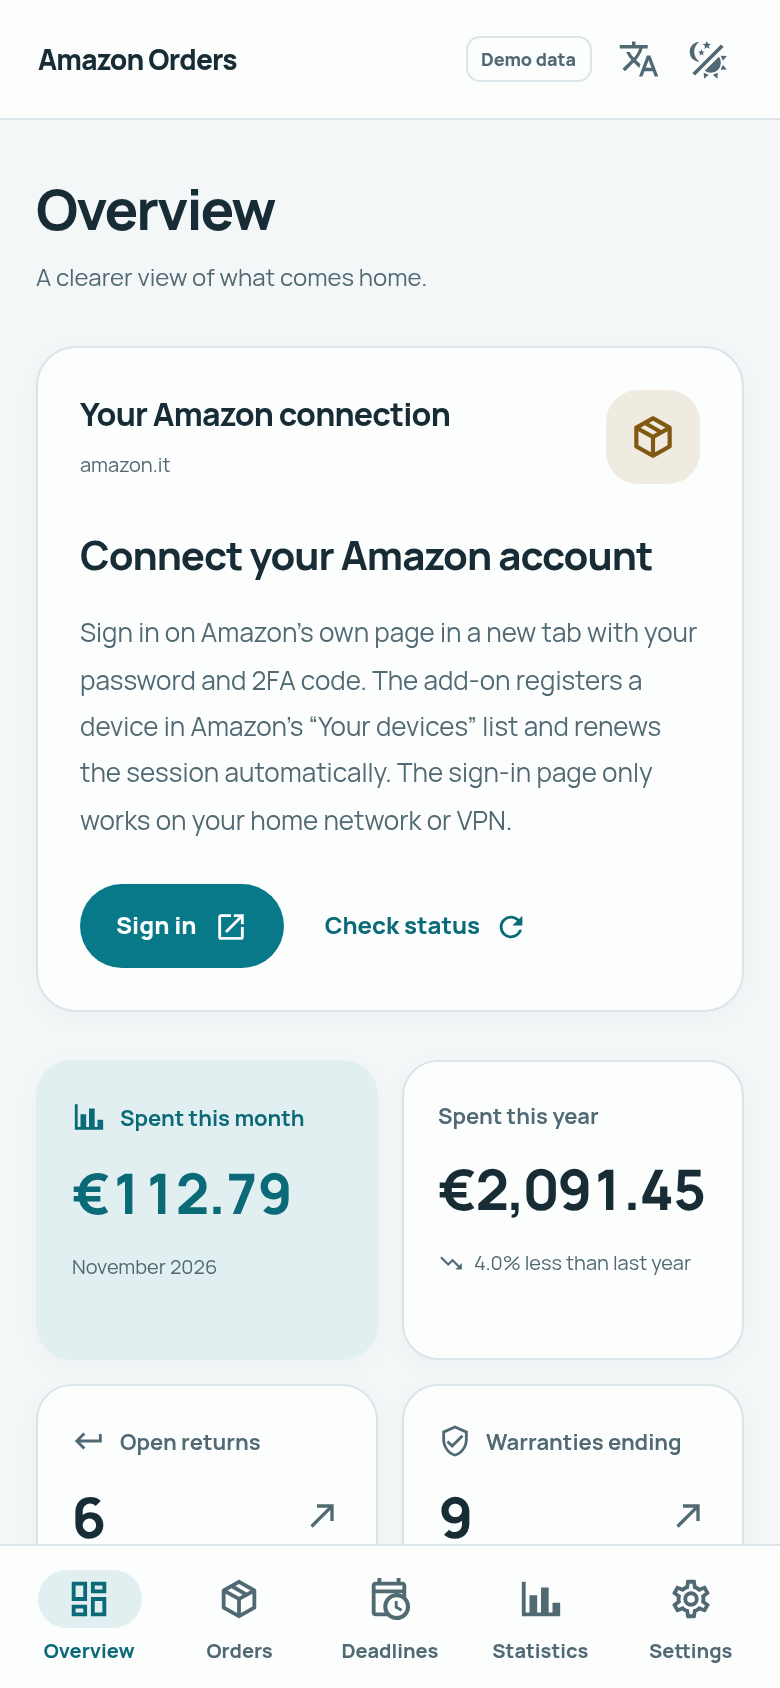 Amazon Orders
Demo data
Overview
A clearer view of what comes home.
Your Amazon connection
amazon.it
Connect your Amazon account
Sign in on Amazon’s own page in a new tab with your
password and 2FA code. The add-on registers a
device in Amazon’s “Your devices” list and renews
the session automatically. The sign-in page only
works on your home network or VPN.
Sign in
Check status
Spent this month
€112.79
November 2026
Spent this year
€2,091.45
4.0% less than last year
Open returns
6
Warranties ending
9
Overview
Orders
Deadlines
Statistics
Settings